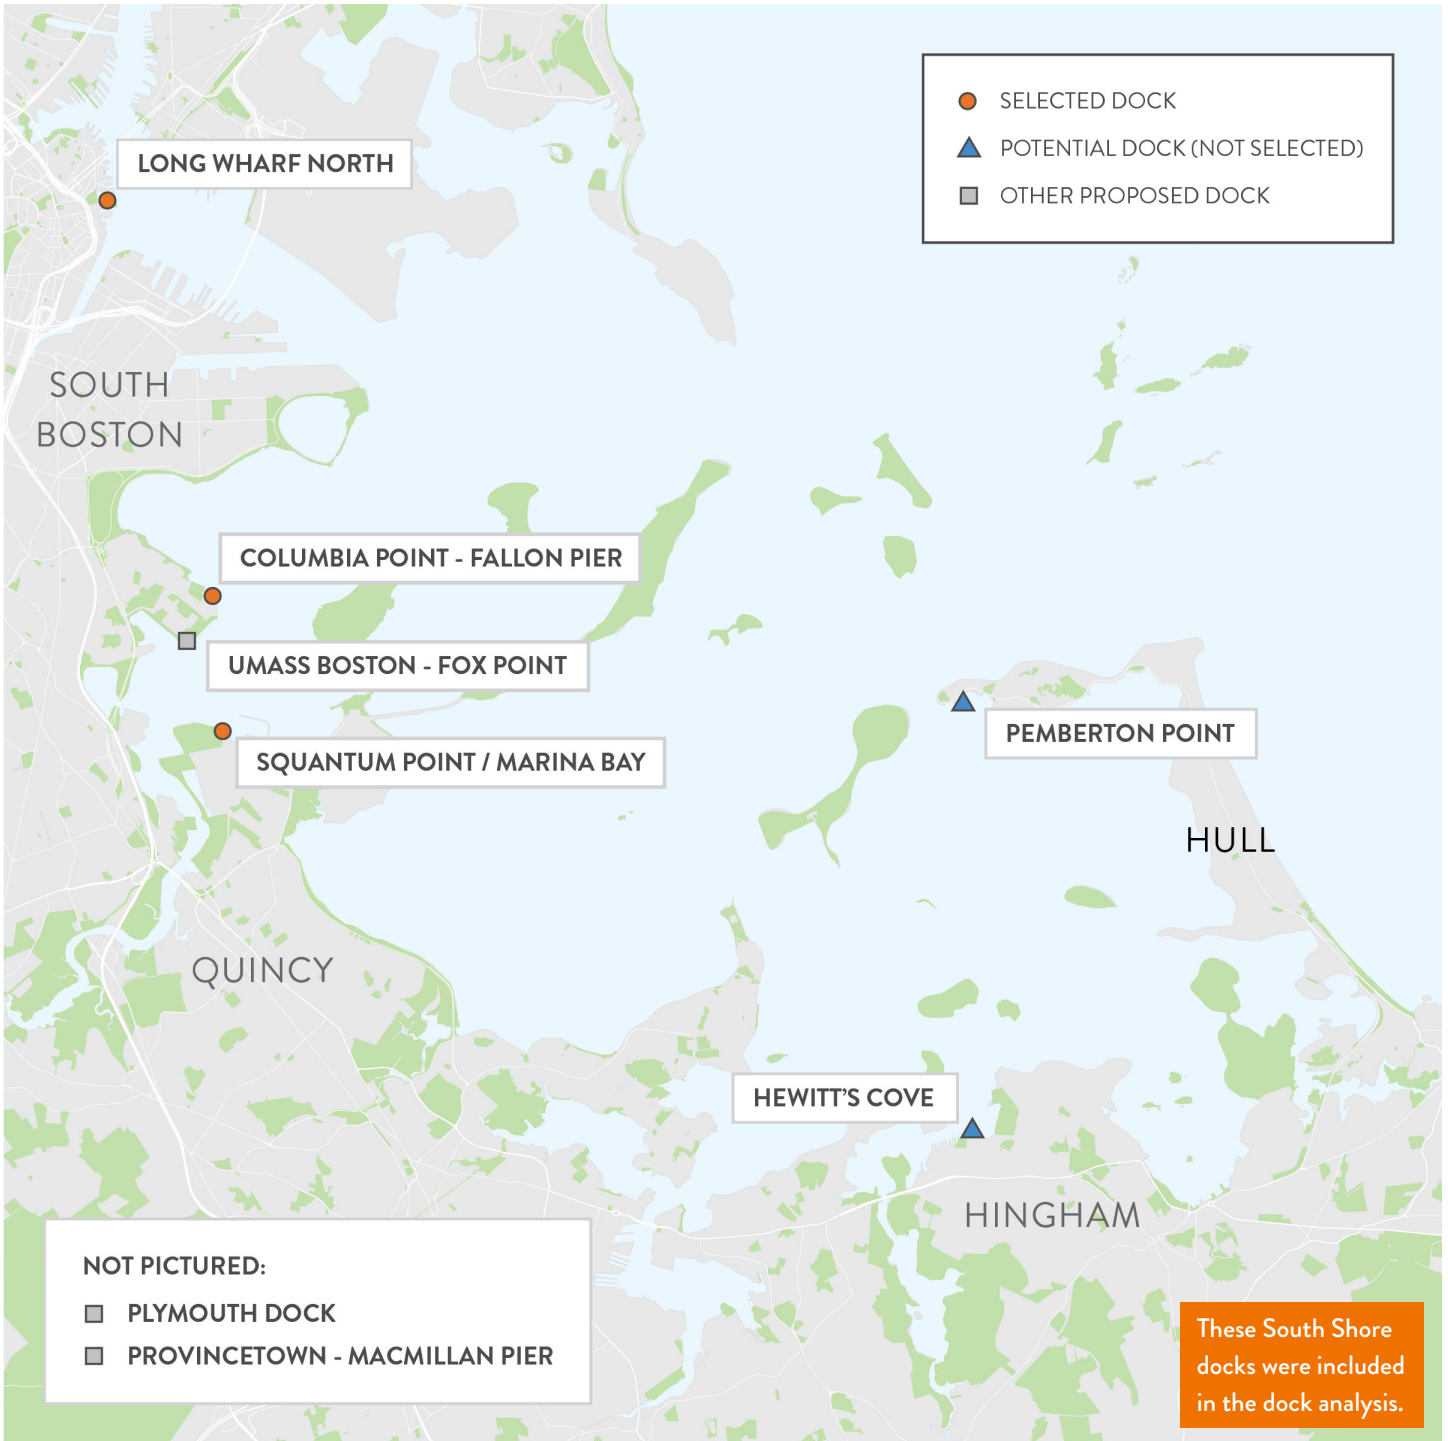 SELECTED DOCK
POTENTIAL DOCK (NOT SELECTED)
OTHER PROPOSED DOCK
LONG WHARF NORTH
SOUTH
BOSTON
COLUMBIA POINT - FALLON PIER
UMASS BOSTON - FOX POINT
SQUANTUM POINT / MARINA BAY
PEMBERTON POINT
HULL
QUINCY
HEWITT’S COVE
HINGHAM
NOT PICTURED:
PLYMOUTH DOCK
PROVINCETOWN - MACMILLAN PIER
These South Shore
docks were included
in the dock analysis.